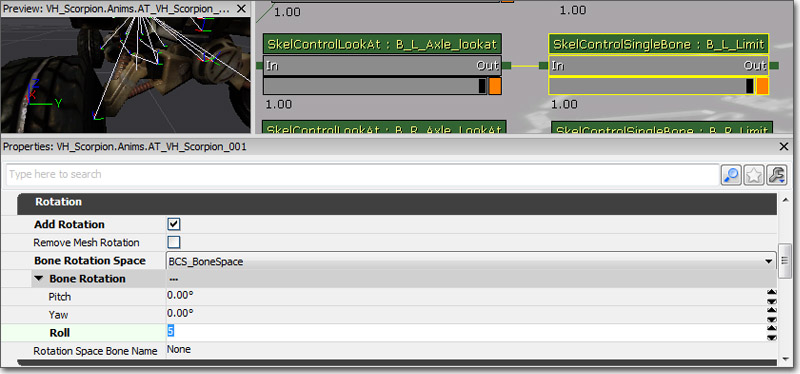 Preview: VH_Scorpion.Anims.AT_VH_Scorpion_...
1.00
1.00
SkelControlLookAt : B_L_Axle_lookat
SkelControlSingleBone : B_L_Limit
In
Out
In
Out
1.00
1.00
SkelControlLookAt : B_R_Axle_LookAt
SkelControlSingleBone : B_R_Limit
Y
Properties: VH_Scorpion.Anims.AT_VH_Scorpion_001
Type here to search
Rotation
Add Rotation
Remove Mesh Rotation
Bone Rotation Space
BCS_BoneSpace
Bone Rotation
...
Pitch
0.00°
Yaw
0.00°
Roll
5
Rotation Space Bone Name
None